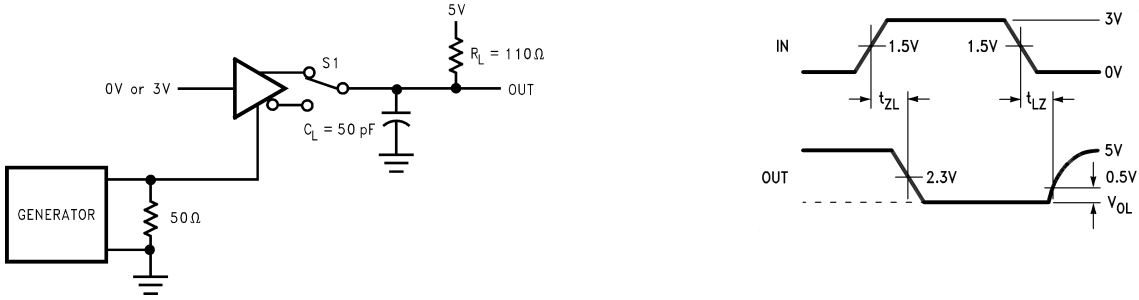 5V
R_L = 110Ω
S1
0V or 3V
OUT
C_L = 50 pF
GENERATOR
50Ω
IN
1.5V
1.5V
3V
0V
t_ZL
t_LZ
OUT
2.3V
5V
0.5V
V_OL